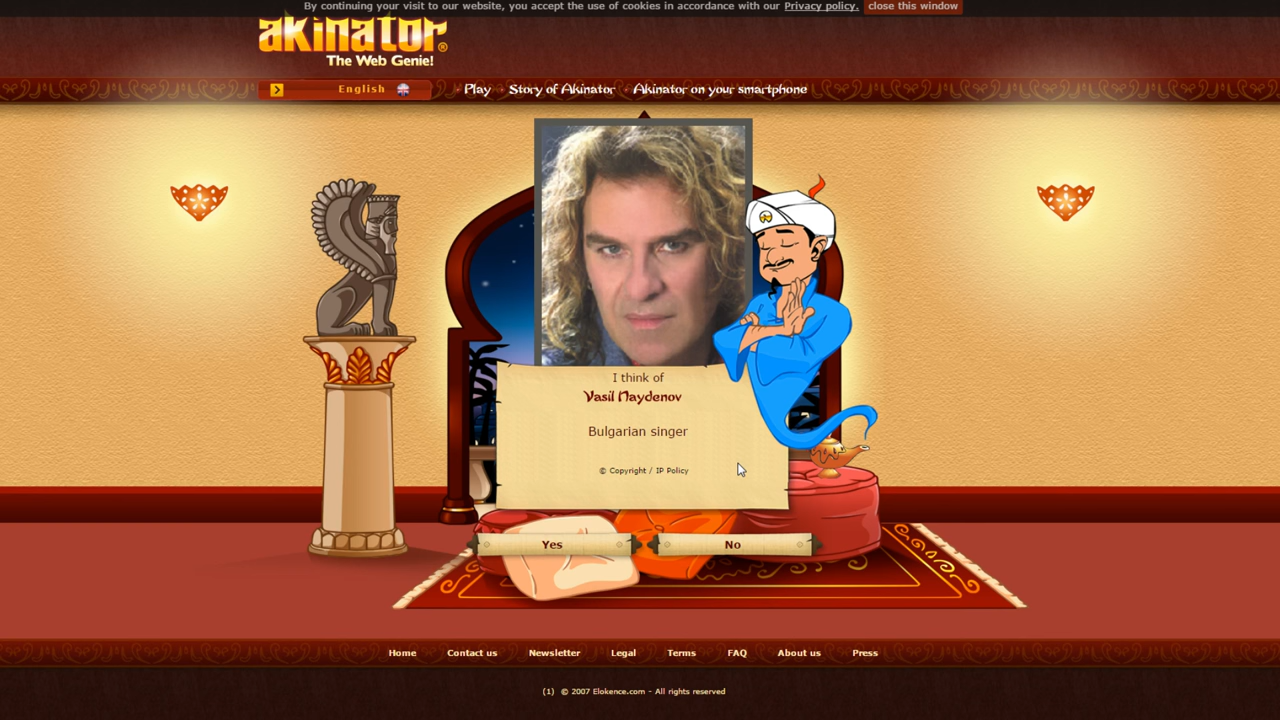 By continuing your visit to our website, you accept the use of cookies in accordance with our Privacy policy. close this window
akinator®
The Web Genie!
English Play Story of Akinator Akinator on your smartphone
I think of
Vasil Naydenov
Bulgarian singer
© Copyright / IP Policy
Yes No
Home Contact us Newsletter Legal Terms FAQ About us Press
(1) © 2007 Elokence.com - All rights reserved